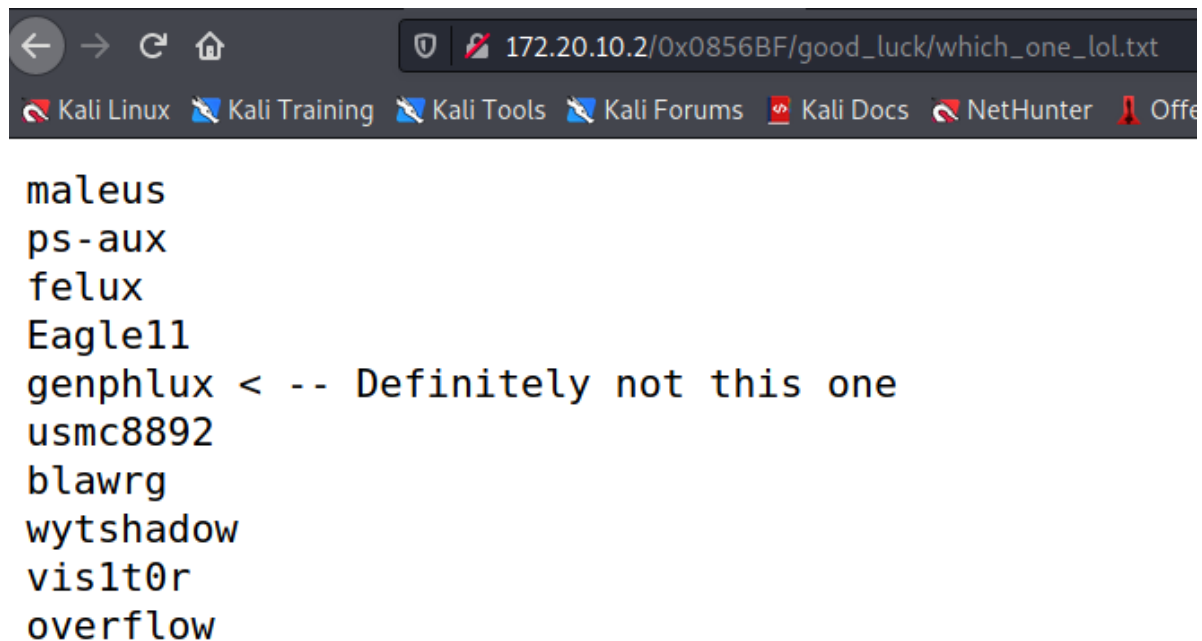 172.20.10.2/0x0856BF/good_luck/which_one_lol.txt
Kali Linux Kali Training Kali Tools Kali Forums Kali Docs NetHunter Offe
maleus
ps-aux
felux
Eagle11
genphlux < -- Definitely not this one
usmc8892
blawrg
wytshadow
vis1t0r
overflow